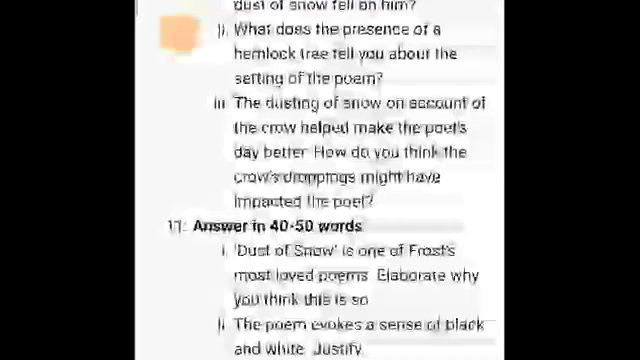 dust of snow fell on him?
ii. What does the presence of a
hemlock tree tell you about the
setting of the poem?
iii. The dusting of snow on account of
the crow helped make the poet's
day better. How do you think the
crow's droppings might have
impacted the poet?
11. Answer in 40-50 words
i. 'Dust of Snow' is one of Frost's
most loved poems. Elaborate why
you think this is so
ii. The poem evokes a sense of black
and white. Justify.